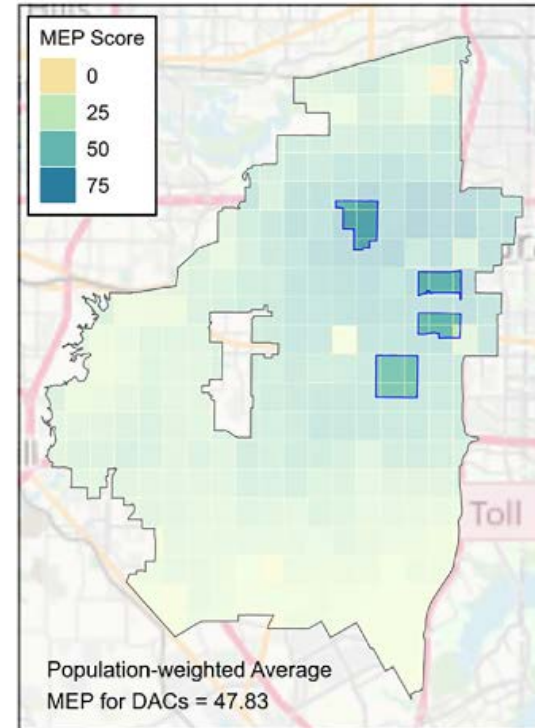 MEP Score
0
25
50
75
Toll
Population-weighted Average
MEP for DACs = 47.83